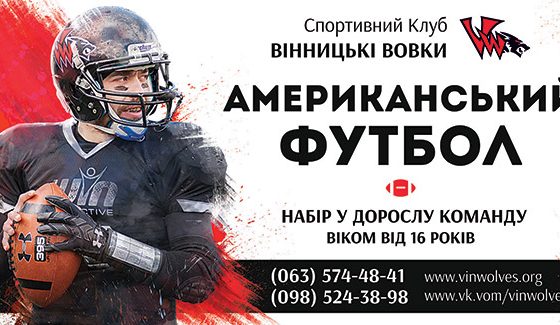 Спортивний Клуб
ВІННИЦЬКІ ВОВКИ
АМЕРИКАНСЬКИЙ
ФУТБОЛ
НАБІР У ДОРОСЛУ КОМАНДУ
ВІКОМ ВІД 16 РОКІВ
(063) 574-48-41 www.vinwolves.org
(098) 524-38-98 www.vk.vom/vinwolve
395